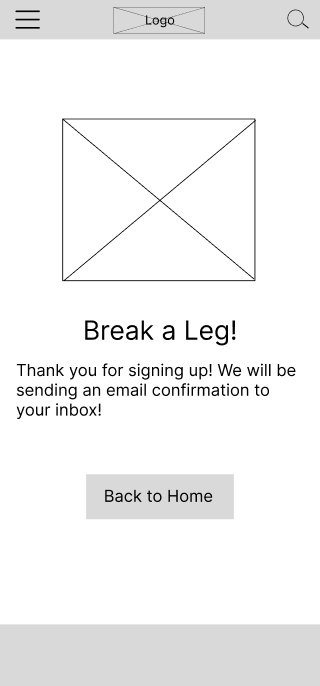 Logo
Break a Leg!
Thank you for signing up! We will be
sending an email confirmation to
your inbox!
Back to Home